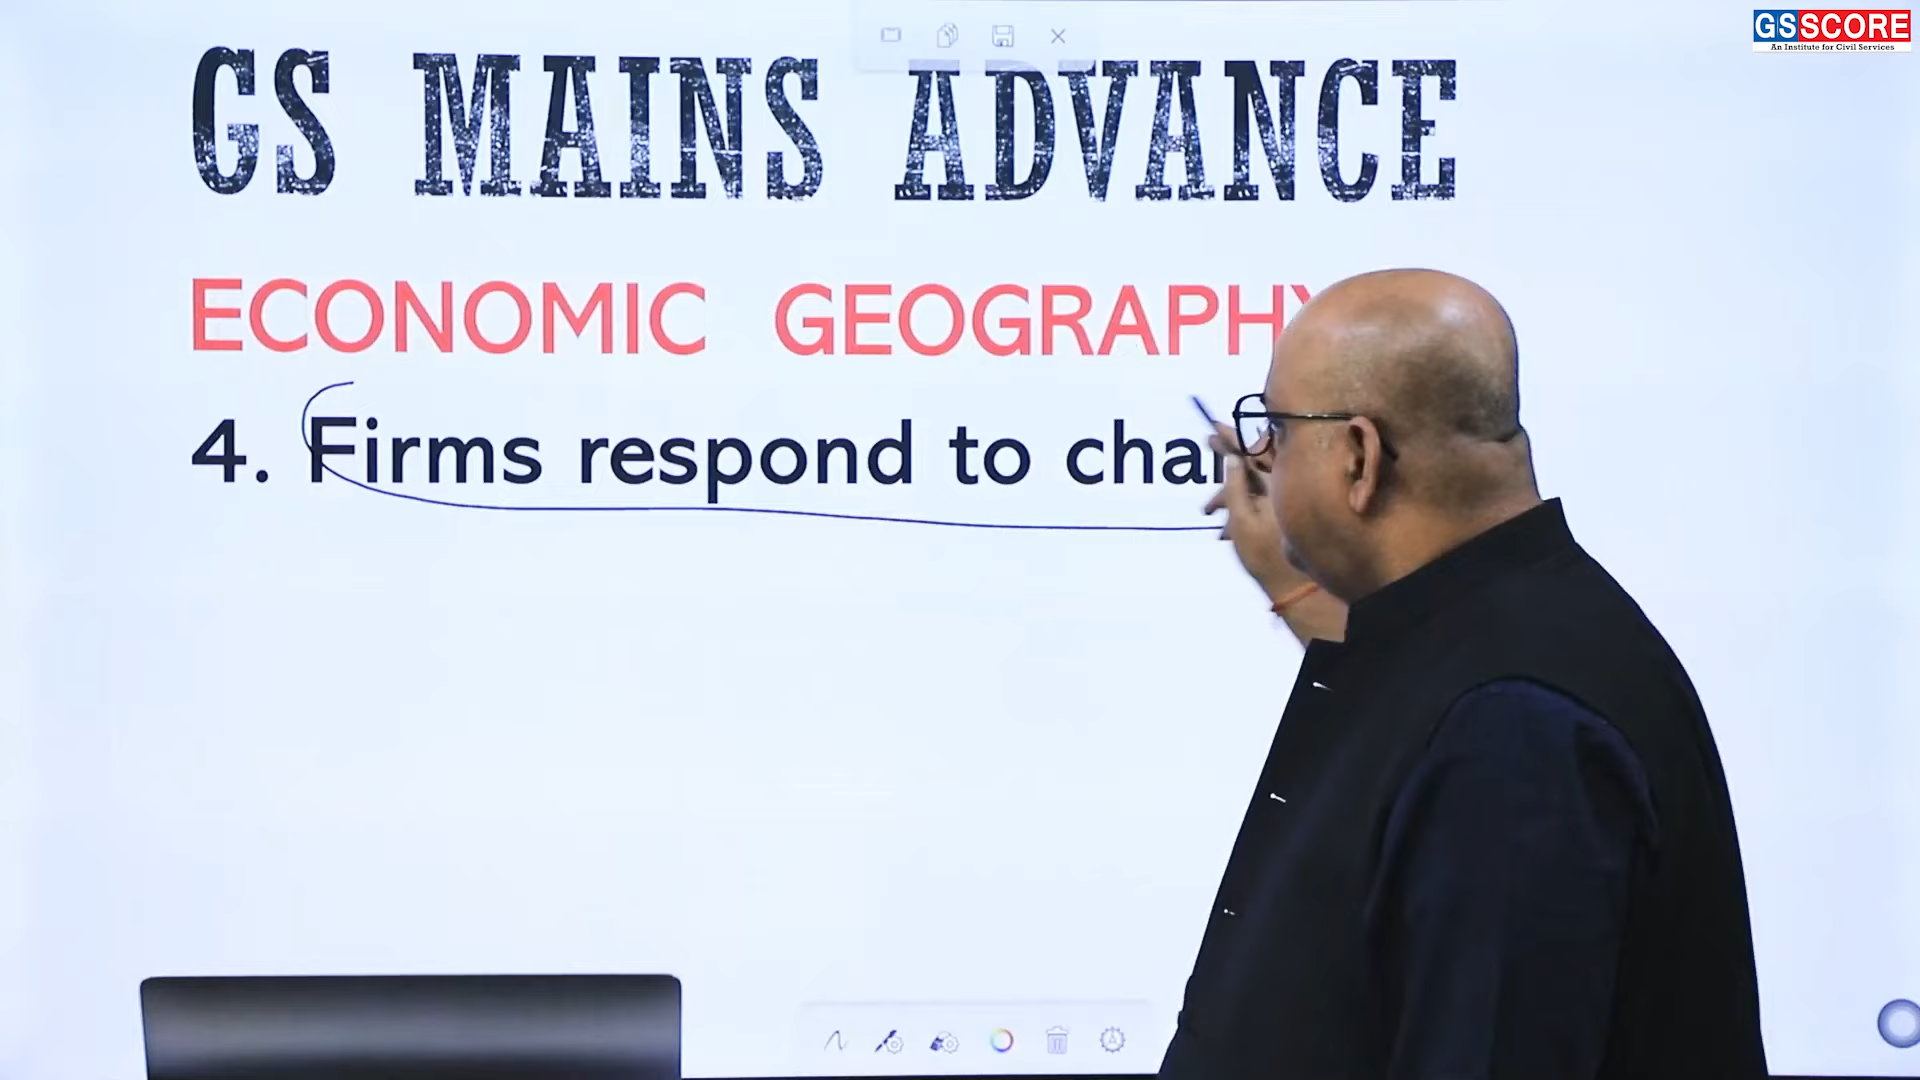 GSSCORE
An Institute for Civil Services
GS MAINS ADVANCE
ECONOMIC GEOGRAPHY
4. Firms respond to cha